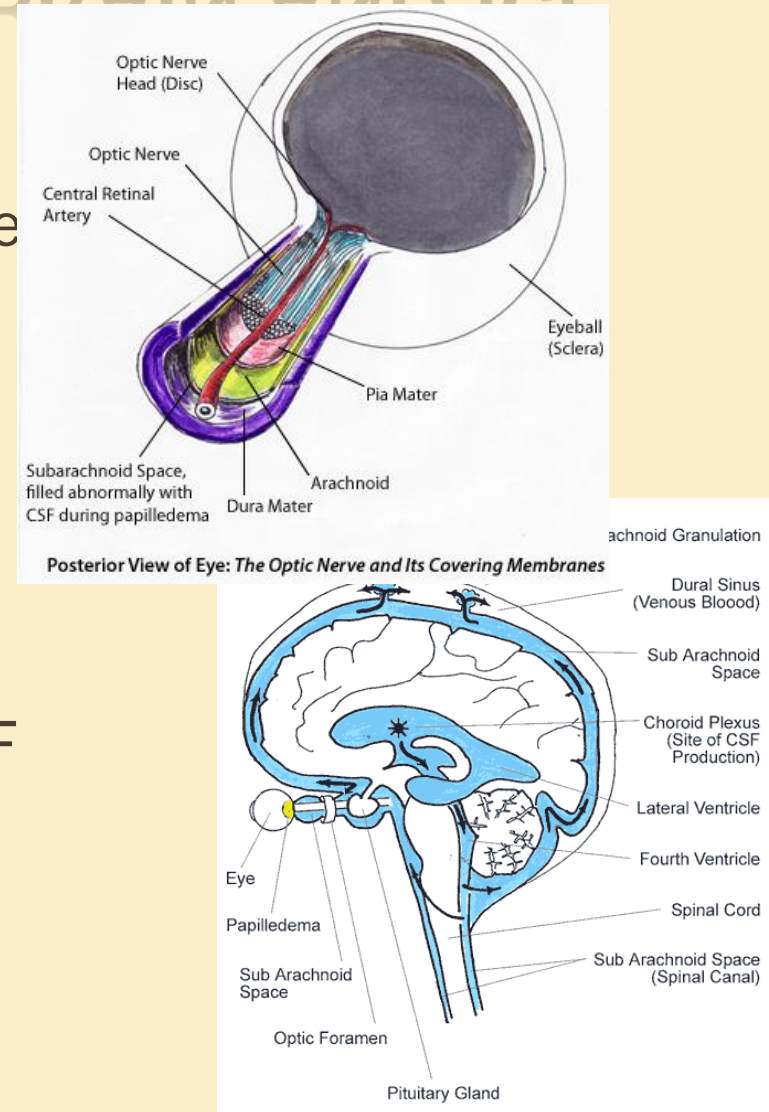 Optic Nerve
Head (Disc)
Optic Nerve
Central Retinal
Artery
e
Eyeball
(Sclera)
Pia Mater
Arachnoid
Dura Mater
Subarachnoid Space,
filled abnormally with
CSF during papilledema
Posterior View of Eye: The Optic Nerve and Its Covering Membranes
achnoid Granulation
Dural Sinus
(Venous Bloood)
Sub Arachnoid
Space
Choroid Plexus
(Site of CSF
Production)
Lateral Ventricle
Fourth Ventricle
Spinal Cord
Sub Arachnoid Space
(Spinal Canal)
Eye
Papilledema
Sub Arachnoid
Space
Optic Foramen
Pituitary Gland